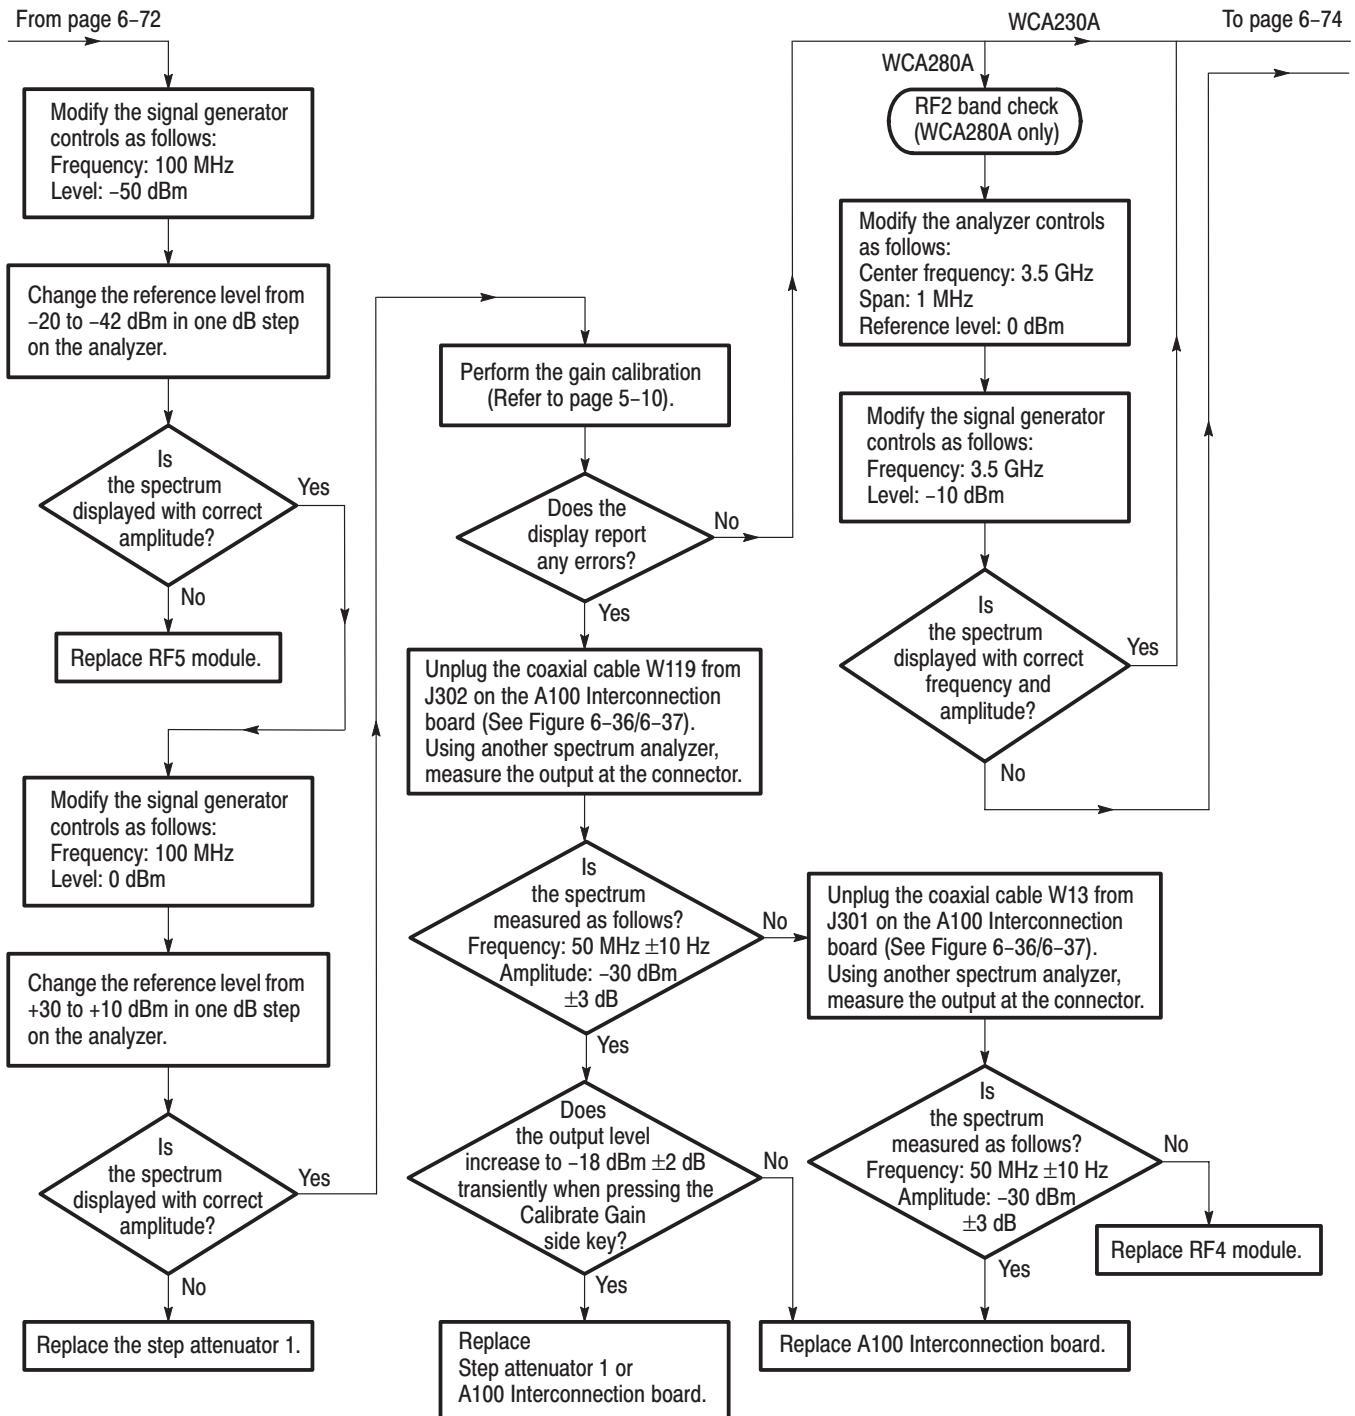 From page 6–72
Modify the signal generator
controls as follows:
Frequency: 100 MHz
Level: –50 dBm
Change the reference level from
–20 to –42 dBm in one dB step
on the analyzer.
Is
the spectrum
displayed with correct
amplitude?
Yes
No
Replace RF5 module.
Modify the signal generator
controls as follows:
Frequency: 100 MHz
Level: 0 dBm
Change the reference level from
+30 to +10 dBm in one dB step
on the analyzer.
Is
the spectrum
displayed with correct
amplitude?
Yes
No
Replace the step attenuator 1.
Perform the gain calibration
(Refer to page 5–10).
Does the
display report
any errors?
No
Yes
Unplug the coaxial cable W119 from
J302 on the A100 Interconnection
board (See Figure 6–36/6–37).
Using another spectrum analyzer,
measure the output at the connector.
Is
the spectrum
measured as follows?
Frequency: 50 MHz ±10 Hz
Amplitude: –30 dBm
±3 dB
No
Yes
Does
the output level
increase to –18 dBm ±2 dB
transiently when pressing the
Calibrate Gain
side key?
No
Yes
Replace
Step attenuator 1 or
A100 Interconnection board.
WCA230A
To page 6–74
WCA280A
RF2 band check
(WCA280A only)
Modify the analyzer controls
as follows:
Center frequency: 3.5 GHz
Span: 1 MHz
Reference level: 0 dBm
Modify the signal generator
controls as follows:
Frequency: 3.5 GHz
Level: –10 dBm
Is
the spectrum
displayed with correct
frequency and
amplitude?
Yes
No
Unplug the coaxial cable W13 from
J301 on the A100 Interconnection
board (See Figure 6–36/6–37).
Using another spectrum analyzer,
measure the output at the connector.
Is
the spectrum
measured as follows?
Frequency: 50 MHz ±10 Hz
Amplitude: –30 dBm
±3 dB
No
Yes
Replace RF4 module.
Replace A100 Interconnection board.